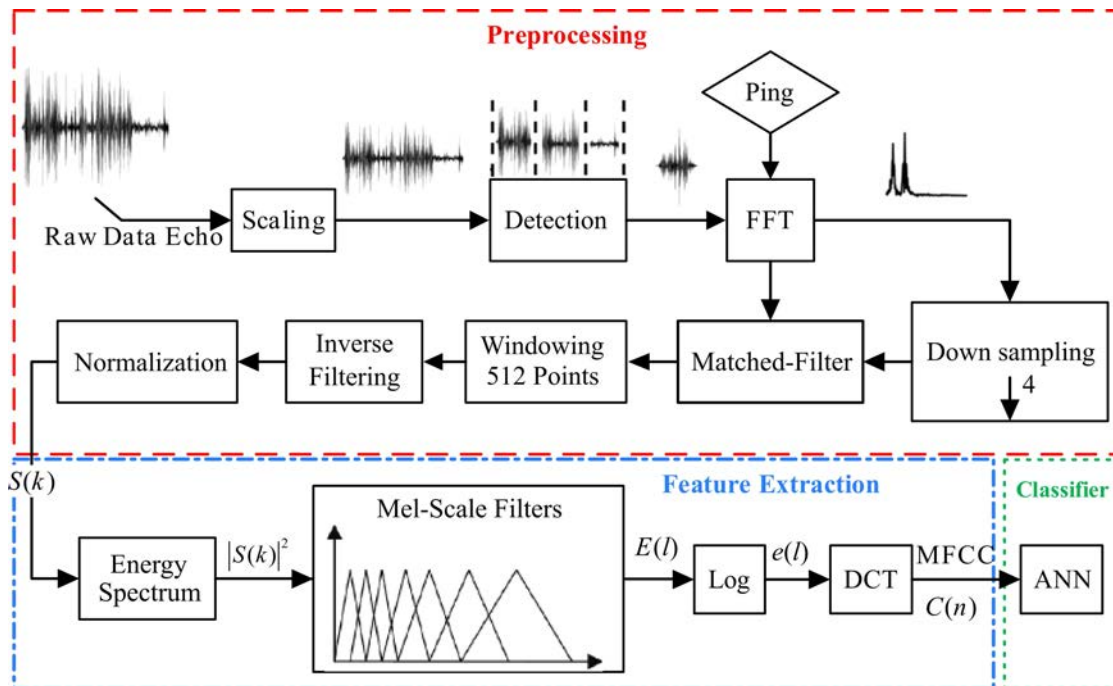 Preprocessing
Ping
Raw Data Echo
Scaling
Detection
FFT
Normalization
Inverse
Filtering
Windowing
512 Points
Matched-Filter
Down sampling
4
S(k)
Feature Extraction
Classifier
Energy
Spectrum
|S(k)|²
Mel-Scale Filters
E(l)
Log
e(l)
DCT
MFCC
C(n)
ANN